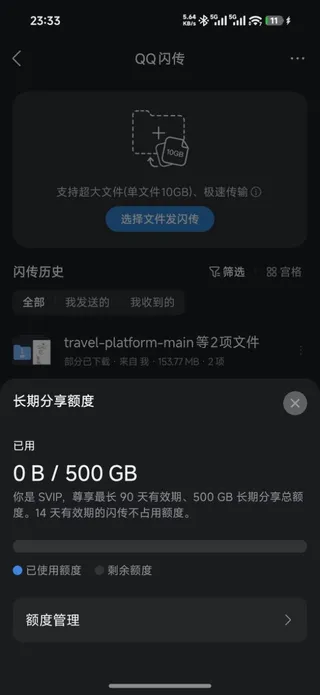 23:33
5.64 KB/s 5G 5G 11
QQ闪传
10GB
支持超大文件(单文件10GB)、极速传输
选择文件发闪传
闪传历史 筛选 宫格
全部 我发送的 我收到的
travel-platform-main等2项文件
部分已下载 · 来自 我 · 153.77 MB · 2 项
长期分享额度
已用
0 B / 500 GB
你是 SVIP，尊享最长 90 天有效期、500 GB 长期分享总额
度。14 天有效期的闪传不占用额度。
已使用额度 剩余额度
额度管理